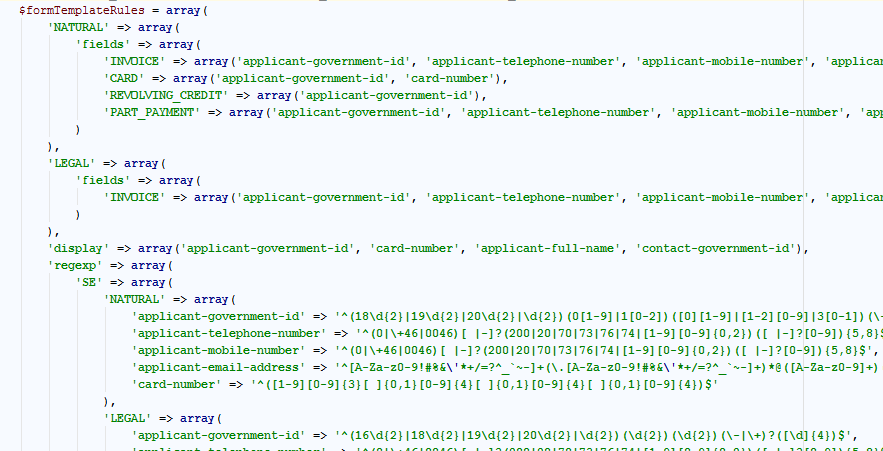 $formTemplateRules = array(
'NATURAL' => array(
'fields' => array(
'INVOICE' => array('applicant-government-id', 'applicant-telephone-number', 'applicant-mobile-number', 'applican
'CARD' => array('applicant-government-id', 'card-number'),
'REVOLVING_CREDIT' => array('applicant-government-id'),
'PART_PAYMENT' => array('applicant-government-id', 'applicant-telephone-number', 'applicant-mobile-number', 'app
)
),
'LEGAL' => array(
'fields' => array(
'INVOICE' => array('applicant-government-id', 'applicant-telephone-number', 'applicant-mobile-number', 'applican
)
),
'display' => array('applicant-government-id', 'card-number', 'applicant-full-name', 'contact-government-id'),
'regexp' => array(
'SE' => array(
'NATURAL' => array(
'applicant-government-id' => '^(18\d{2}|19\d{2}|20\d{2}|\d{2})(0[1-9]|1[0-2])([0][1-9]|[1-2][0-9]|3[0-1])(\-
'applicant-telephone-number' => '^(0|\+46|0046)[ |-]?(200|20|70|73|76|74|[1-9][0-9]{0,2})([ |-]?[0-9]){5,8}$
'applicant-mobile-number' => '^(0|\+46|0046)[ |-]?(200|20|70|73|76|74|[1-9][0-9]{0,2})([ |-]?[0-9]){5,8}$',
'applicant-email-address' => '^[A-Za-z0-9!#%&\'*+/=?^_`~-]+(\.[A-Za-z0-9!#%&\'*+/=?^_`~-]+)*@([A-Za-z0-9]+)
'card-number' => '^([1-9][0-9]{3}[ ]{0,1}[0-9]{4}[ ]{0,1}[0-9]{4}[ ]{0,1}[0-9]{4})$'
),
'LEGAL' => array(
'applicant-government-id' => '^(16\d{2}|18\d{2}|19\d{2}|20\d{2}|\d{2})(\d{2})(\d{2})(\-|\+)?([\d]{4})$',